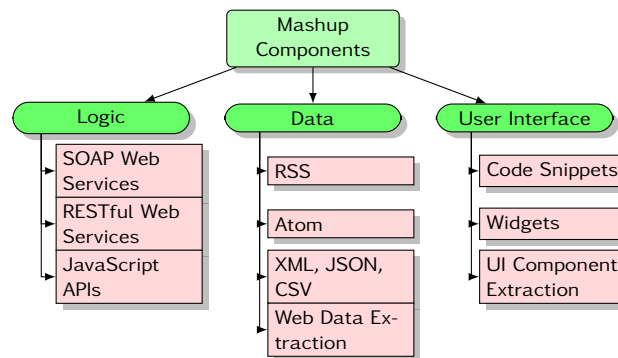 Mashup
Components
Logic
Data
User Interface
SOAP Web
Services
RESTful Web
Services
JavaScript
APIs
RSS
Atom
XML, JSON,
CSV
Web Data Ex-
traction
Code Snippets
Widgets
UI Component
Extraction